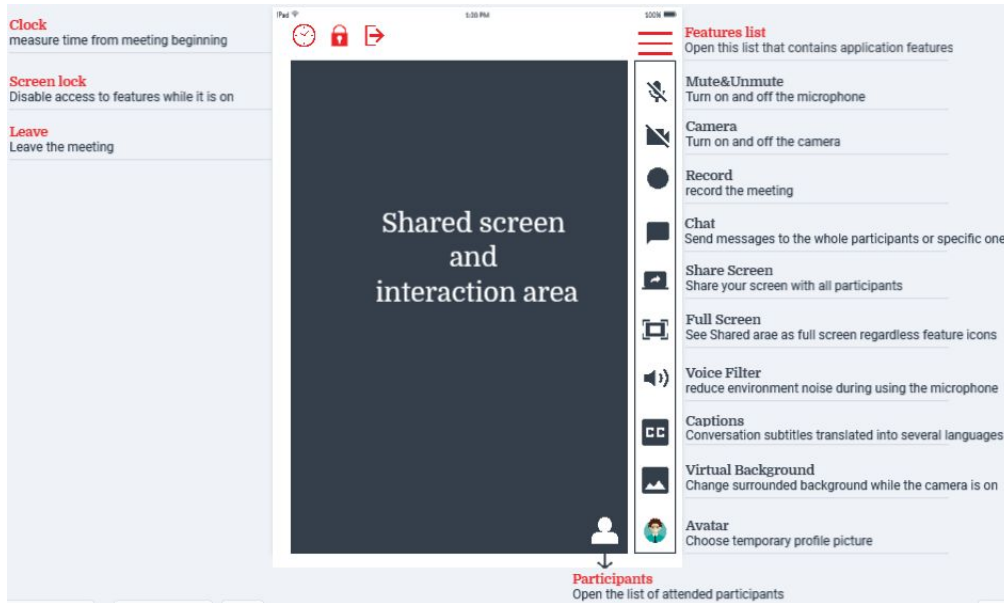 Clock
measure time from meeting beginning
Screen lock
Disable access to features while it is on
Leave
Leave the meeting
iPad
5:08 PM
100%
Shared screen
and
interaction area
CC
Features list
Open this list that contains application features
Mute&Unmute
Turn on and off the microphone
Camera
Turn on and off the camera
Record
record the meeting
Chat
Send messages to the whole participants or specific one
Share Screen
Share your screen with all participants
Full Screen
See Shared arae as full screen regardless feature icons
Voice Filter
reduce environment noise during using the microphone
Captions
Conversation subtitles translated into several languages
Virtual Background
Change surrounded background while the camera is on
Avatar
Choose temporary profile picture
Participants
Open the list of attended participants